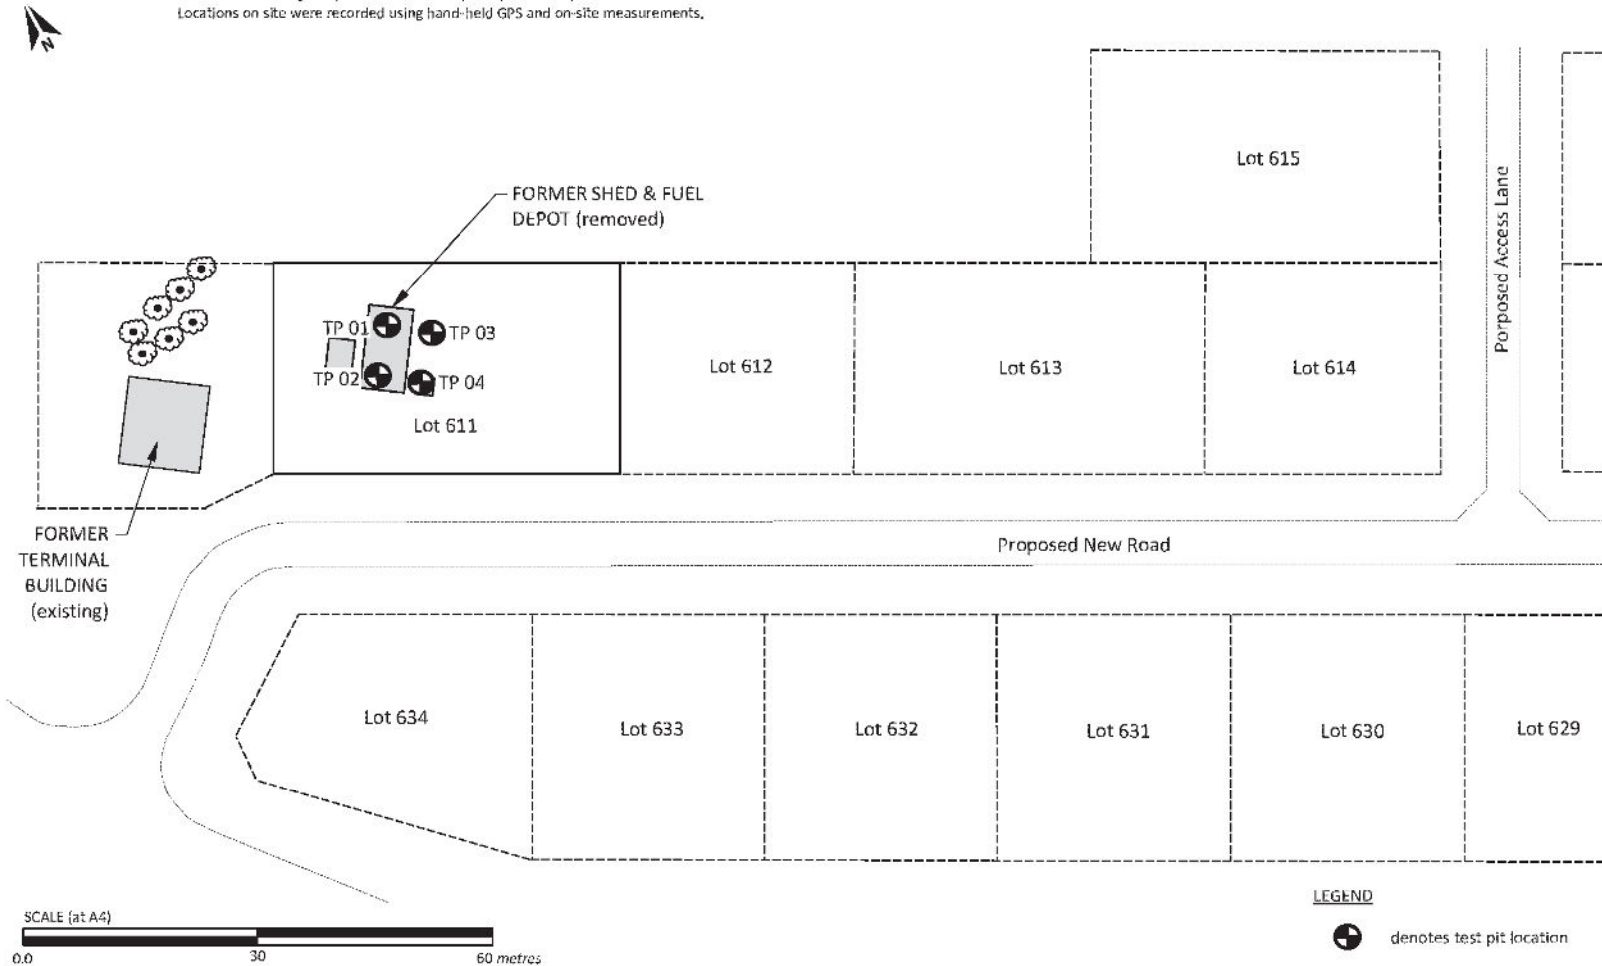 Locations on site were recorded using hand-held GPS and on-site measurements.
N
Lot 615
Porposed Access Lane
FORMER SHED & FUEL
DEPOT (removed)
TP 01
TP 03
TP 02
TP 04
Lot 611
Lot 612
Lot 613
Lot 614
FORMER
TERMINAL
BUILDING
(existing)
Proposed New Road
Lot 634
Lot 633
Lot 632
Lot 631
Lot 630
Lot 629
LEGEND
denotes test pit location
SCALE (at A4)
0.0 30 60 metres